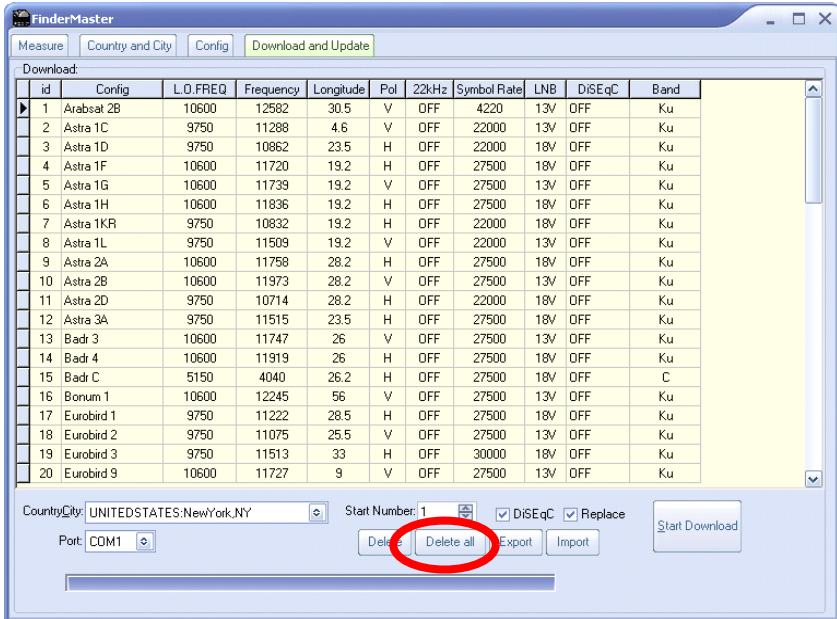 FinderMaster
Measure Country and City Config Download and Update
Download:
id Config L.O.FREQ Frequency Longitude Pol 22kHz Symbol Rate LNB DiSEqC Band
1 Arabsat 2B 10600 12582 30.5 V OFF 4220 13V OFF Ku
2 Astra 1C 9750 11288 4.6 V OFF 22000 13V OFF Ku
3 Astra 1D 9750 10862 23.5 H OFF 22000 18V OFF Ku
4 Astra 1F 10600 11720 19.2 H OFF 27500 18V OFF Ku
5 Astra 1G 10600 11739 19.2 V OFF 27500 13V OFF Ku
6 Astra 1H 10600 11836 19.2 H OFF 27500 18V OFF Ku
7 Astra 1KR 9750 10832 19.2 H OFF 22000 18V OFF Ku
8 Astra 1L 9750 11509 19.2 V OFF 22000 13V OFF Ku
9 Astra 2A 10600 11758 28.2 H OFF 27500 18V OFF Ku
10 Astra 2B 10600 11973 28.2 V OFF 27500 13V OFF Ku
11 Astra 2D 9750 10714 28.2 H OFF 22000 18V OFF Ku
12 Astra 3A 9750 11515 23.5 H OFF 27500 18V OFF Ku
13 Badr 3 10600 11747 26 V OFF 27500 13V OFF Ku
14 Badr 4 10600 11919 26 H OFF 27500 18V OFF Ku
15 Badr C 5150 4040 26.2 H OFF 27500 18V OFF C
16 Bonum 1 10600 12245 56 V OFF 27500 13V OFF Ku
17 Eurobird 1 9750 11222 28.5 H OFF 27500 18V OFF Ku
18 Eurobird 2 9750 11075 25.5 V OFF 27500 13V OFF Ku
19 Eurobird 3 9750 11513 33 H OFF 30000 18V OFF Ku
20 Eurobird 9 10600 11727 9 V OFF 27500 13V OFF Ku
CountryCity: UNITEDSTATES:NewYork,NY Start Number: 1 DiSEqC Replace Start Download
Port: COM1 Delete Delete all Export Import